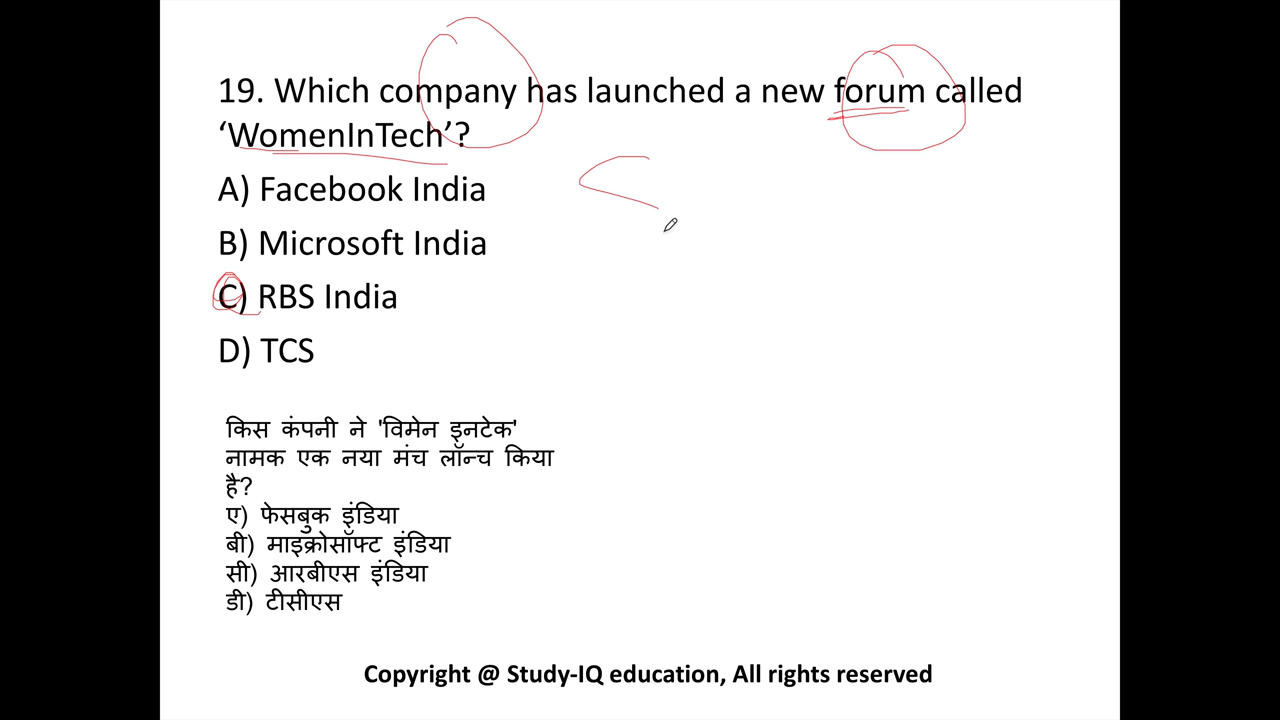 19. Which company has launched a new forum called
‘WomenInTech’?
A) Facebook India
B) Microsoft India
C) RBS India
D) TCS
किस कंपनी ने 'विमेन इनटेक'
नामक एक नया मंच लॉन्च किया
है?
ए) फेसबुक इंडिया
बी) माइक्रोसॉफ्ट इंडिया
सी) आरबीएस इंडिया
डी) टीसीएस
Copyright @ Study-IQ education, All rights reserved